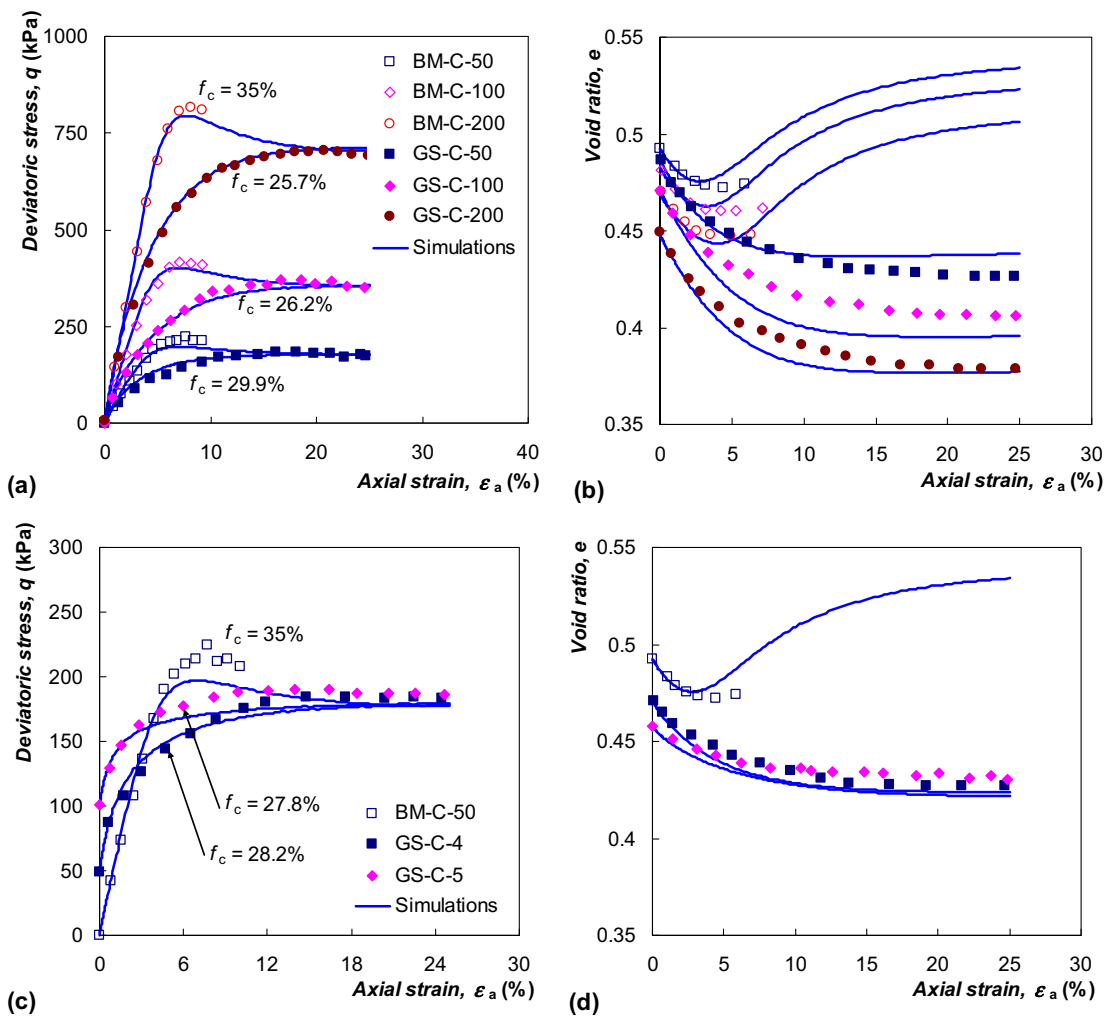 1000
750
500
250
0
Deviatoric stress, q (kPa)
0 10 20 30 40
Axial strain, ε a (%)
fc = 35%
fc = 25.7%
fc = 26.2%
fc = 29.9%
BM-C-50
BM-C-100
BM-C-200
GS-C-50
GS-C-100
GS-C-200
Simulations
(a)
0.55
0.5
0.45
0.4
0.35
Void ratio, e
0 5 10 15 20 25 30
Axial strain, ε a (%)
(b)
300
250
200
150
100
50
0
Deviatoric stress, q (kPa)
0 6 12 18 24 30
Axial strain, ε a (%)
fc = 35%
fc = 27.8%
fc = 28.2%
BM-C-50
GS-C-4
GS-C-5
Simulations
(c)
0.55
0.5
0.45
0.4
0.35
Void ratio, e
0 5 10 15 20 25 30
Axial strain, ε a (%)
(d)